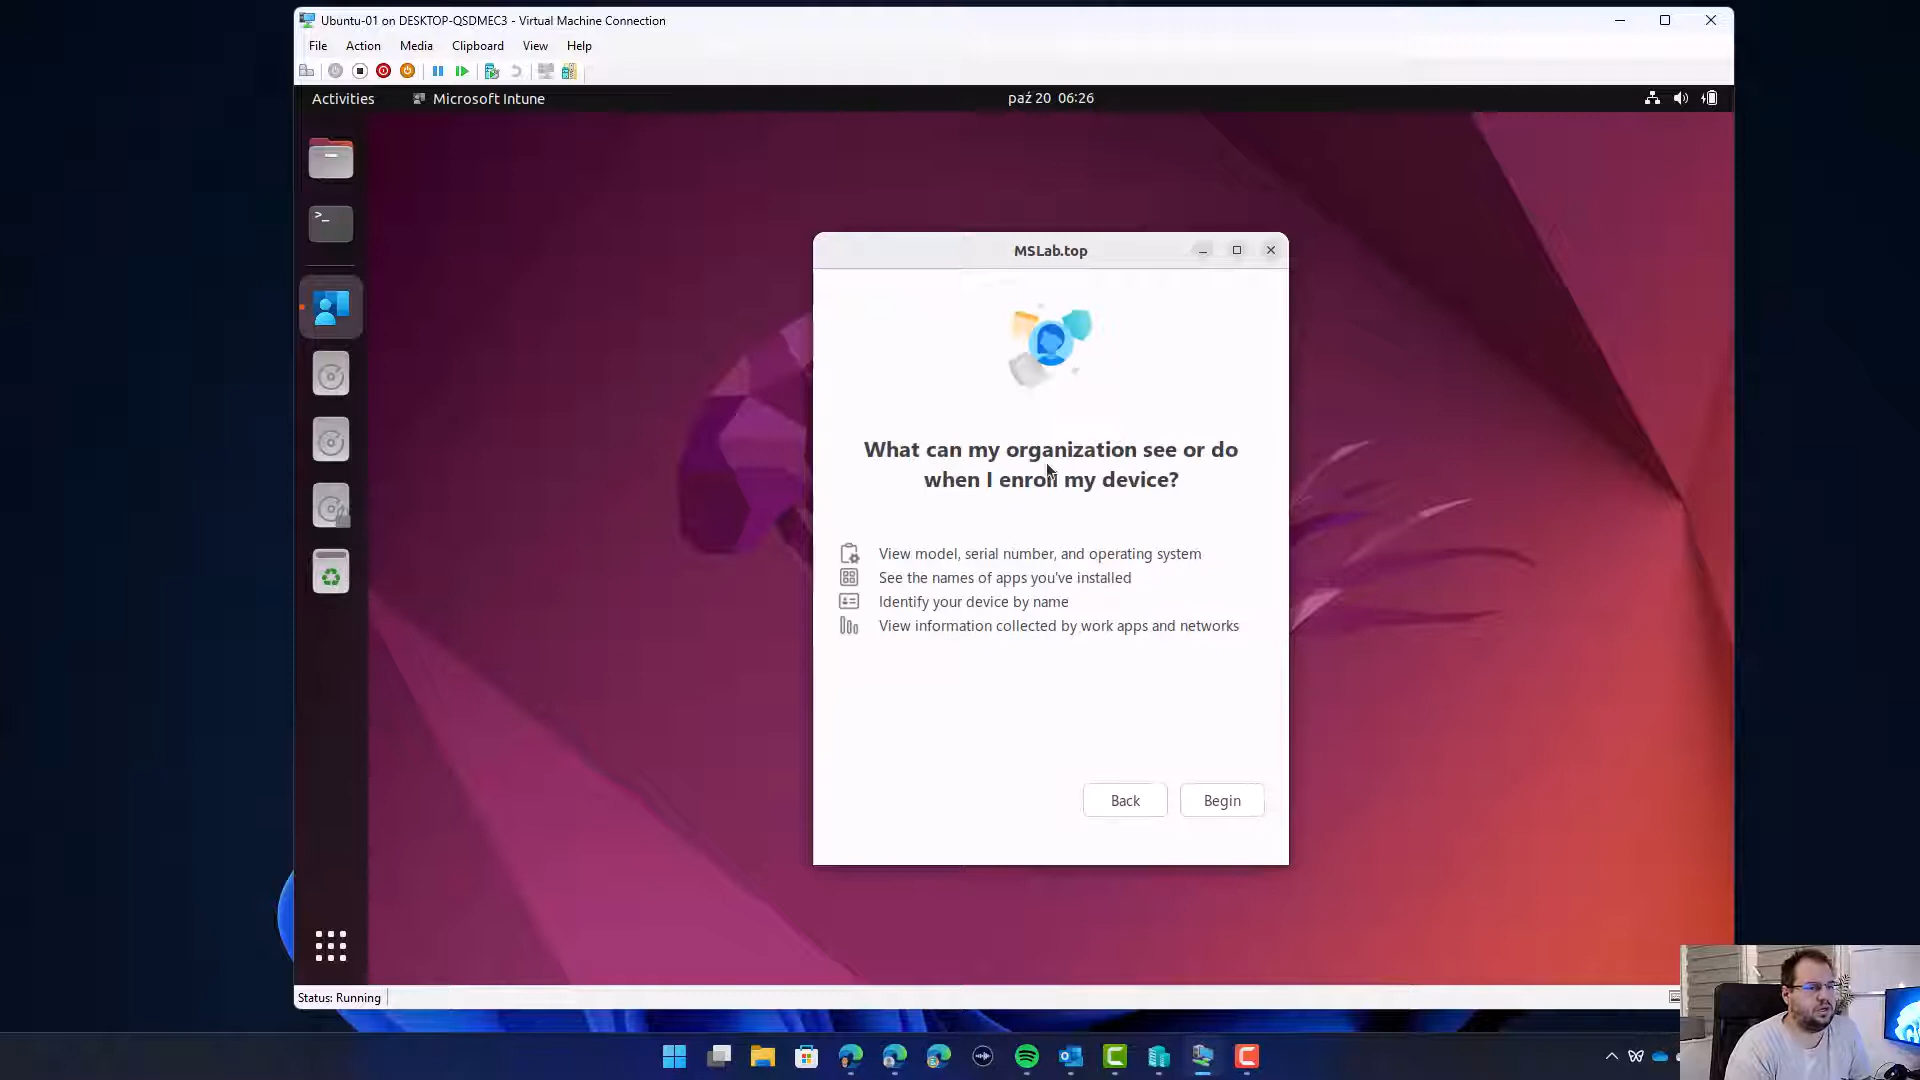 Ubuntu-01 on DESKTOP-QSDMEC3 - Virtual Machine Connection
File Action Media Clipboard View Help
Activities Microsoft Intune paź 20 06:26
MSLab.top
What can my organization see or do
when I enroll my device?
View model, serial number, and operating system
See the names of apps you've installed
Identify your device by name
View information collected by work apps and networks
Back Begin
Status: Running